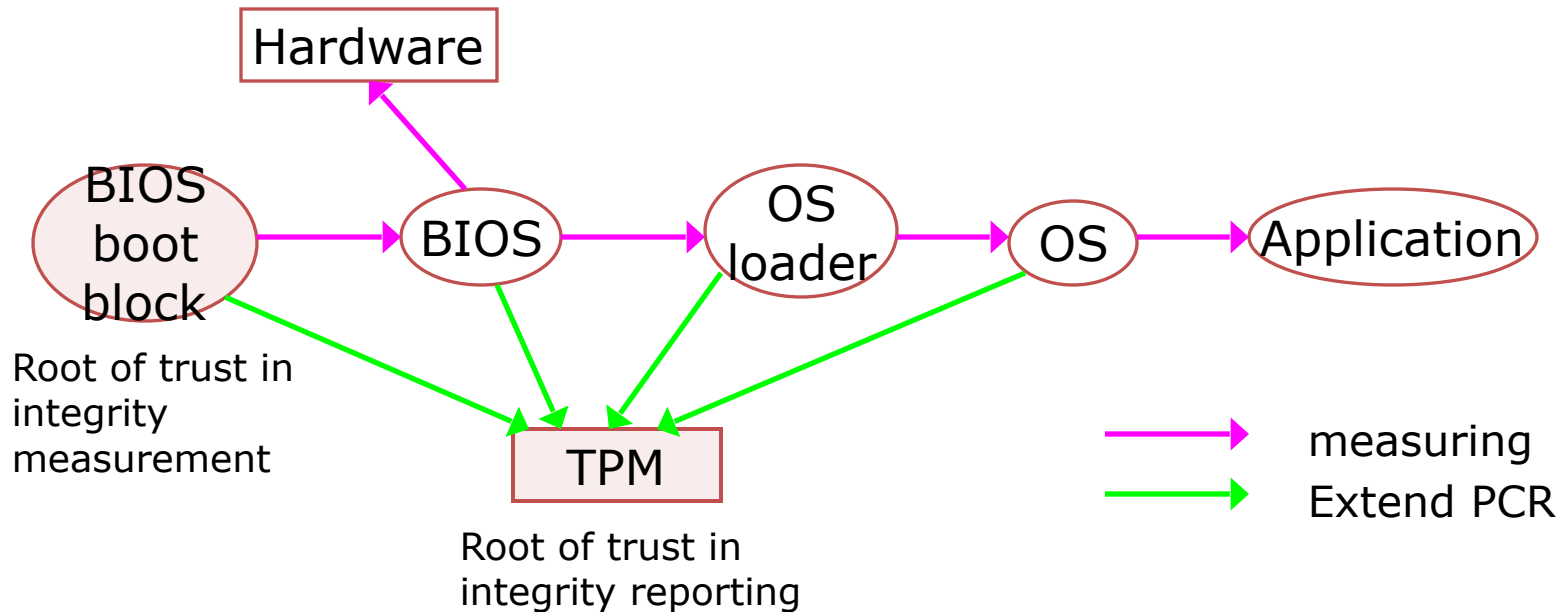 Hardware
BIOS
boot
block
BIOS
OS
loader
OS
Application
Root of trust in
integrity
measurement
TPM
Root of trust in
integrity reporting
measuring
Extend PCR